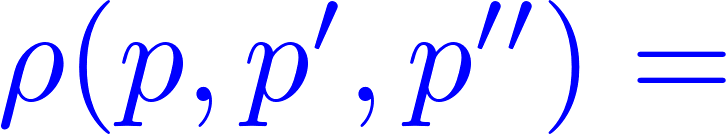 ρ(p, p′, p′′) =